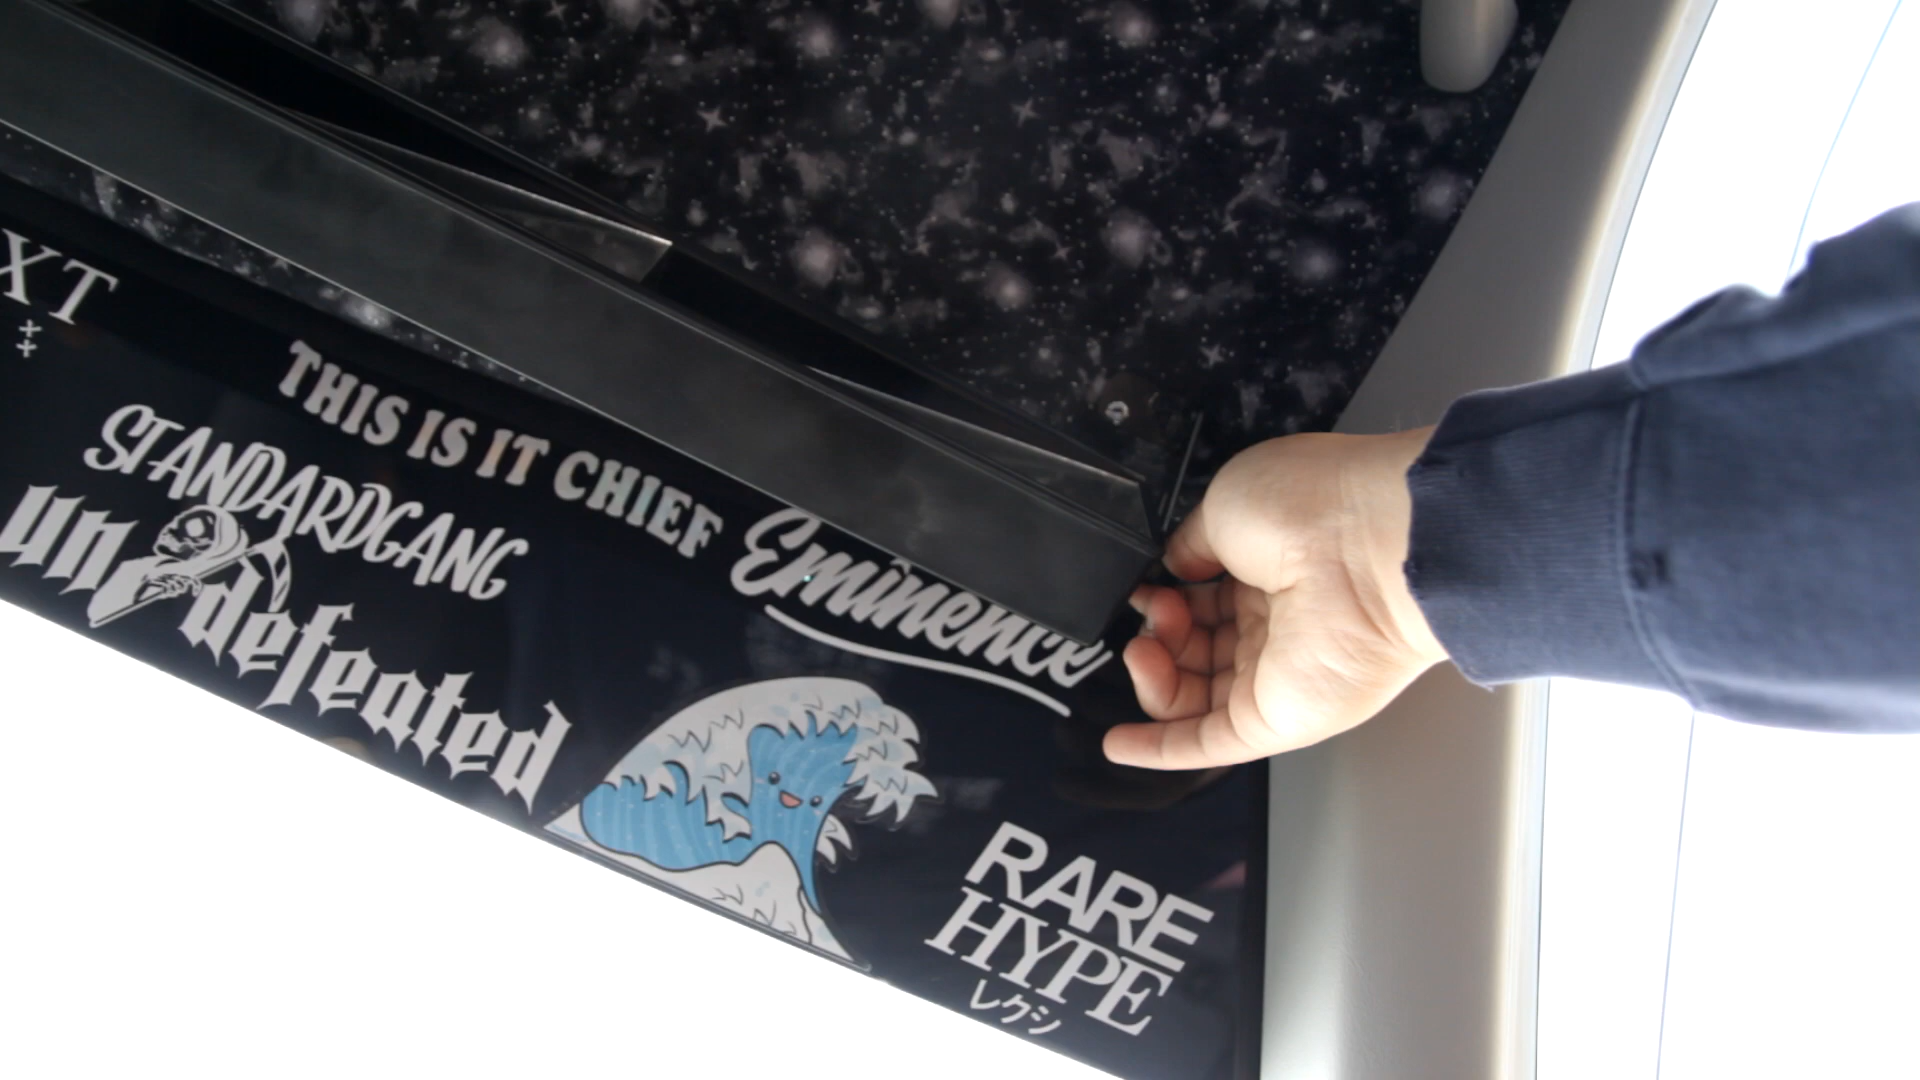 XT
THIS IS IT CHIEF
STANDARDGANG
undefeated
Eminence
RARE
HYPE
レクシ